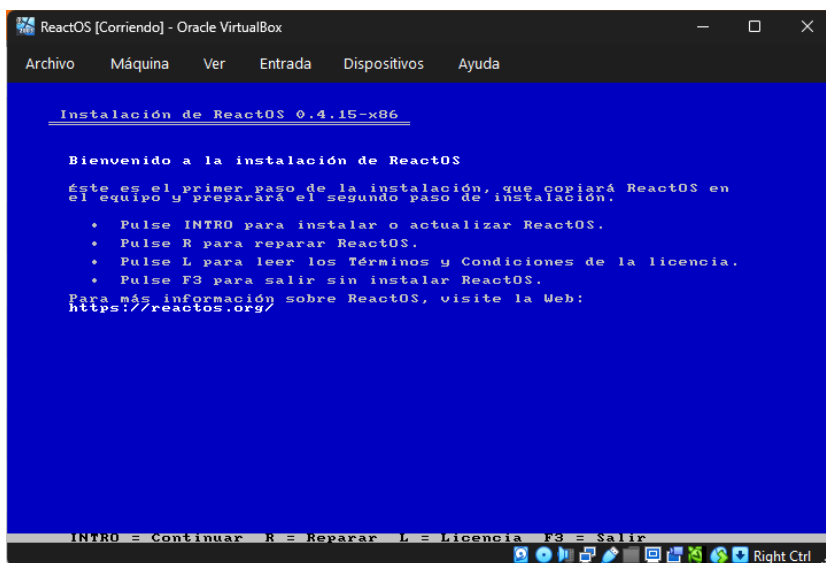 ReactOS [Corriendo] - Oracle VirtualBox
Archivo Máquina Ver Entrada Dispositivos Ayuda
Instalación de ReactOS 0.4.15-x86
Bienvenido a la instalación de ReactOS
Éste es el primer paso de la instalación, que copiará ReactOS en
el equipo y preparará el segundo paso de instalación.
• Pulse INTRO para instalar o actualizar ReactOS.
• Pulse R para reparar ReactOS.
• Pulse L para leer los Términos y Condiciones de la licencia.
• Pulse F3 para salir sin instalar ReactOS.
Para más información sobre ReactOS, visite la Web:
https://reactos.org/
INTRO = Continuar R = Reparar L = Licencia F3 = Salir
Right Ctrl